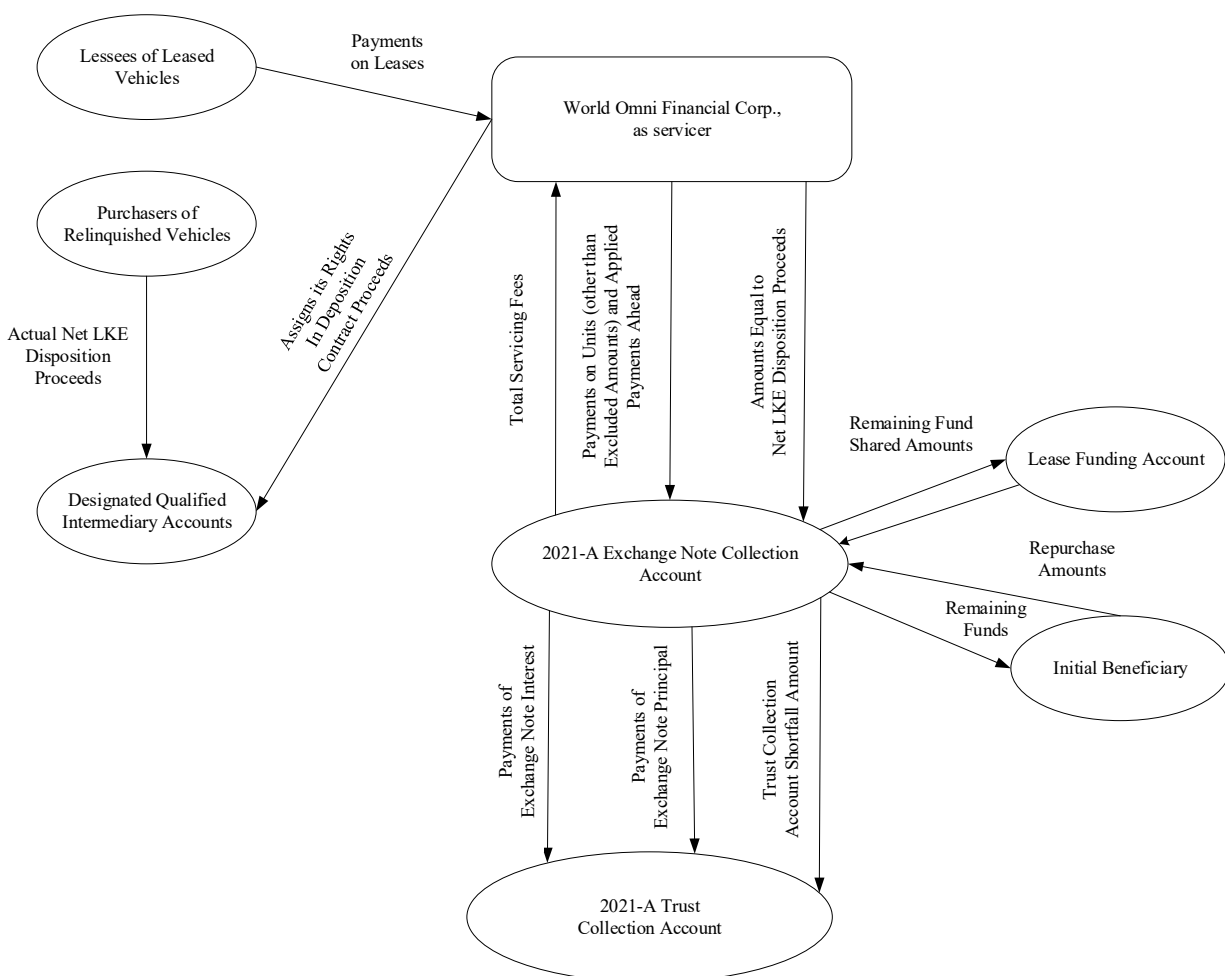 Lessees of Leased
Vehicles
Payments
on Leases
World Omni Financial Corp.,
as servicer
Purchasers of
Relinquished Vehicles
Actual Net LKE
Disposition
Proceeds
Assigns its Rights
In Deposition
Contract Proceeds
Designated Qualified
Intermediary Accounts
Total Servicing Fees
Payments on Units (other than
Excluded Amounts) and Applied
Payments Ahead
Amounts Equal to
Net LKE Disposition Proceeds
Remaining Fund
Shared Amounts
Lease Funding Account
2021-A Exchange Note Collection
Account
Repurchase
Amounts
Remaining
Funds
Initial Beneficiary
Payments of
Exchange Note Interest
Payments of
Exchange Note Principal
Trust Collection
Account Shortfall Amount
2021-A Trust
Collection Account